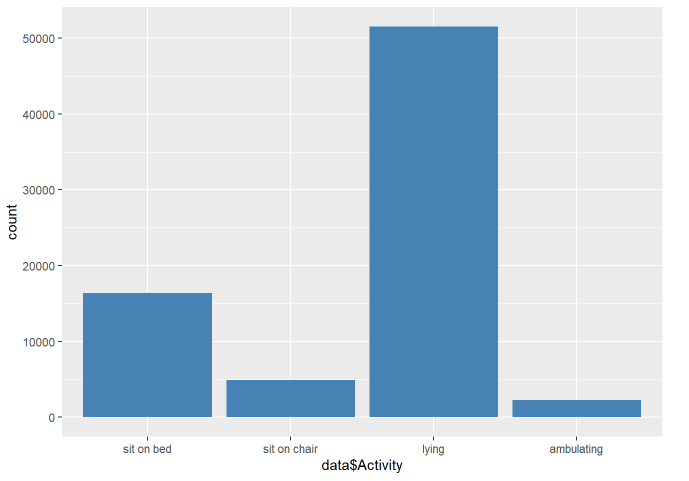 50000
40000
30000
20000
10000
0
count
sit on bed
sit on chair
lying
ambulating
data$Activity